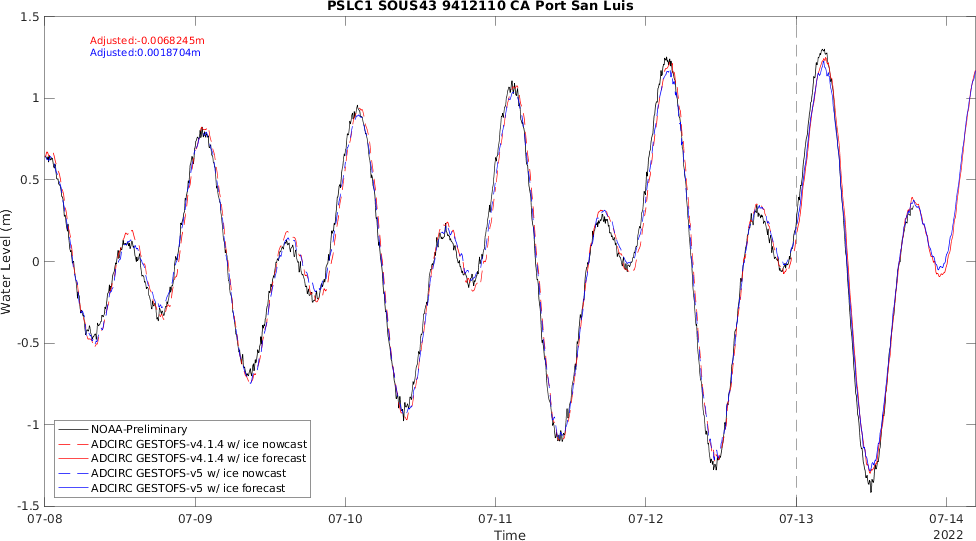 PSLC1 SOUS43 9412110 CA Port San Luis
Adjusted:-0.0068245m
Adjusted:0.0018704m
1.5
1
0.5
0
-0.5
-1
-1.5
Water Level (m)
NOAA-Preliminary
ADCIRC GESTOFS-v4.1.4 w/ ice nowcast
ADCIRC GESTOFS-v4.1.4 w/ ice forecast
ADCIRC GESTOFS-v5 w/ ice nowcast
ADCIRC GESTOFS-v5 w/ ice forecast
07-08 07-09 07-10 07-11 07-12 07-13 07-14
Time
2022